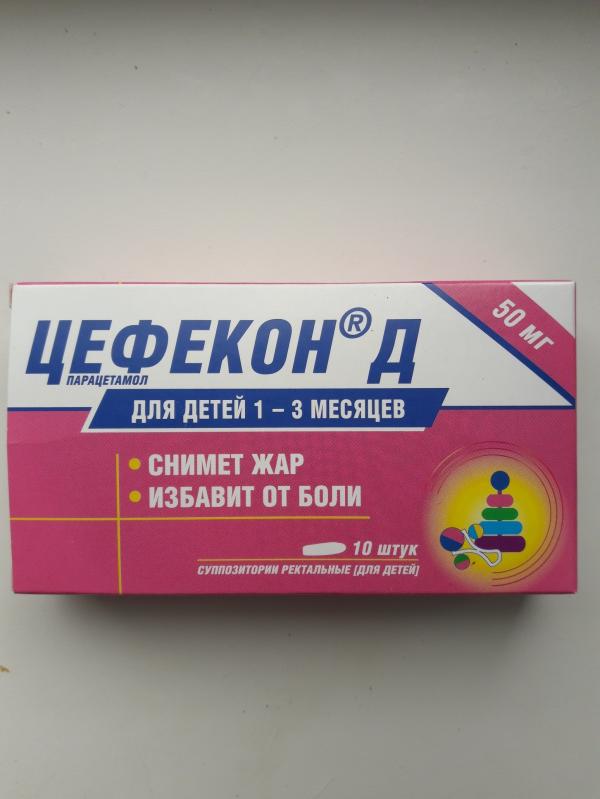 ЦЕФЕКОН® Д
ПАРАЦЕТАМОЛ
50 МГ
ДЛЯ ДЕТЕЙ 1 – 3 МЕСЯЦЕВ
• СНИМЕТ ЖАР
• ИЗБАВИТ ОТ БОЛИ
10 ШТУК
СУППОЗИТОРИИ РЕКТАЛЬНЫЕ [ДЛЯ ДЕТЕЙ]